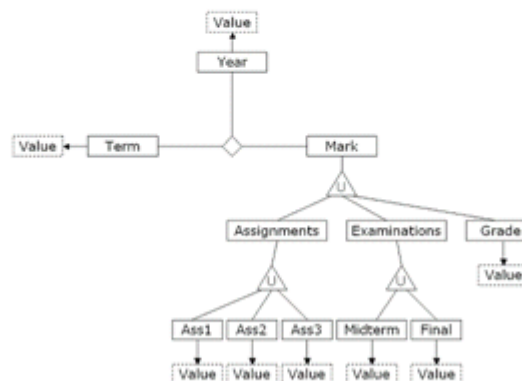 Value
Year
Value Term Mark
U
Assignments Examinations Grade
U U Value
Ass1 Ass2 Ass3 Midterm Final
Value Value Value Value Value